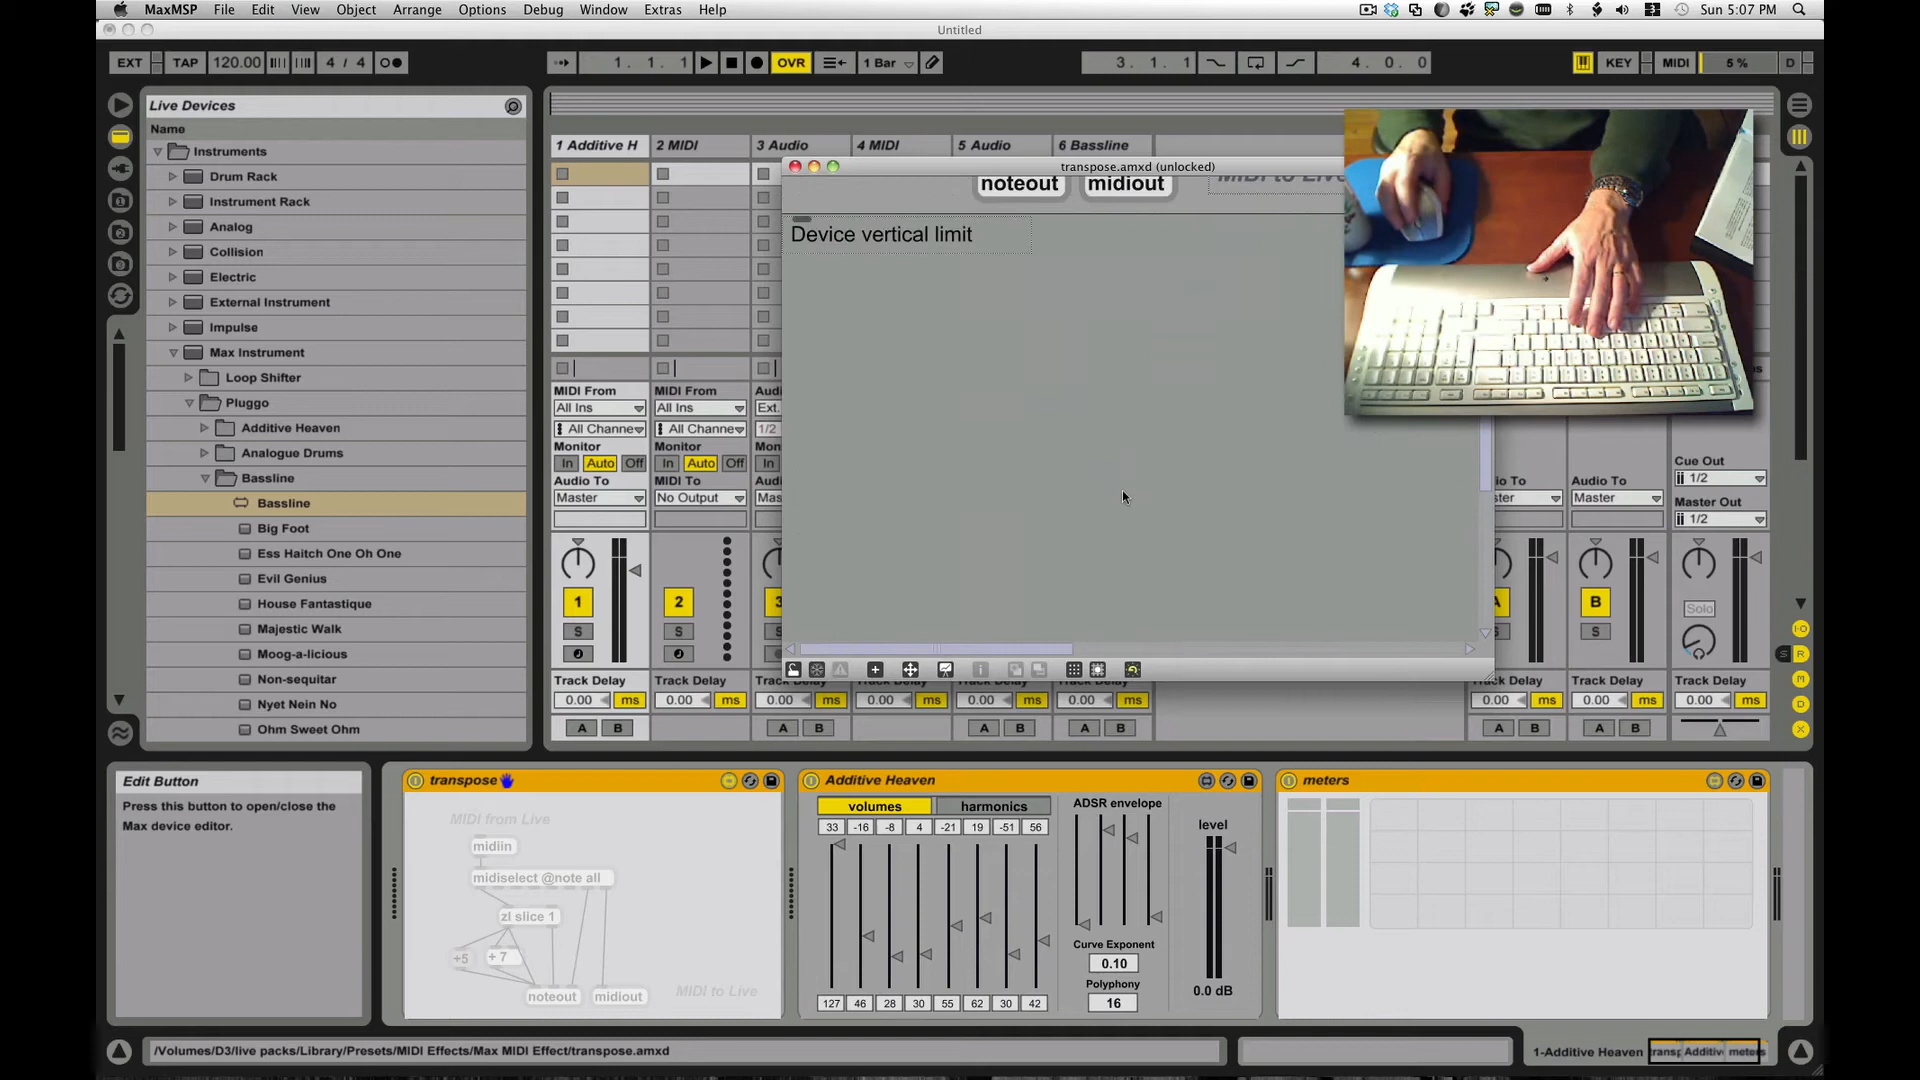 MaxMSP File Edit View Object Arrange Options Debug Window Extras Help
Sun 5:07 PM
Untitled
EXT TAP 120.00 4 / 4
1. 1. 1 OVR 1 Bar
3. 1. 1 4. 0. 0
KEY MIDI 5 % D
Live Devices
Name
Instruments
Drum Rack
Instrument Rack
Analog
Collision
Electric
External Instrument
Impulse
Max Instrument
Loop Shifter
Pluggo
Additive Heaven
Analogue Drums
Bassline
Bassline
Big Foot
Ess Haitch One Oh One
Evil Genius
House Fantastique
Majestic Walk
Moog-a-licious
Non-sequitar
Nyet Nein No
Ohm Sweet Ohm
1 Additive H 2 MIDI 3 Audio 4 MIDI 5 Audio 6 Bassline
transpose.amxd (unlocked)
noteout midiout MIDI to Live
Device vertical limit
MIDI From MIDI From Audi
All Ins All Ins Ext.
All Channe All Channe 1/2
Monitor Monitor Mon
In Auto Off In Auto Off In
Audio To MIDI To Aud
Master No Output Mas
1 2 3
S S S
Cue Out
1/2
io To Audio To Master Out
ster Master 1/2
A B Solo
S S
Track Delay Track Delay Track Delay Track Delay Track Delay Track Delay
0.00 ms 0.00 ms 0.00 ms 0.00 ms 0.00 ms 0.00 ms
A B A B A B A B
Track Delay Track Delay Track Delay
0.00 ms 0.00 ms 0.00 ms
A B A B
I-O
S R
M
D
X
Edit Button
Press this button to open/close the
Max device editor.
transpose
MIDI from Live
midiin
midiselect @note all
zl slice 1
+5 + 7
noteout midiout MIDI to Live
Additive Heaven
volumes harmonics
33 -16 -8 4 -21 19 -51 56
127 46 28 30 55 62 30 42
ADSR envelope
Curve Exponent
0.10
Polyphony
16
level
0.0 dB
meters
/Volumes/D3/live packs/Library/Presets/MIDI Effects/Max MIDI Effect/transpose.amxd
1-Additive Heaven transp Additiv meters